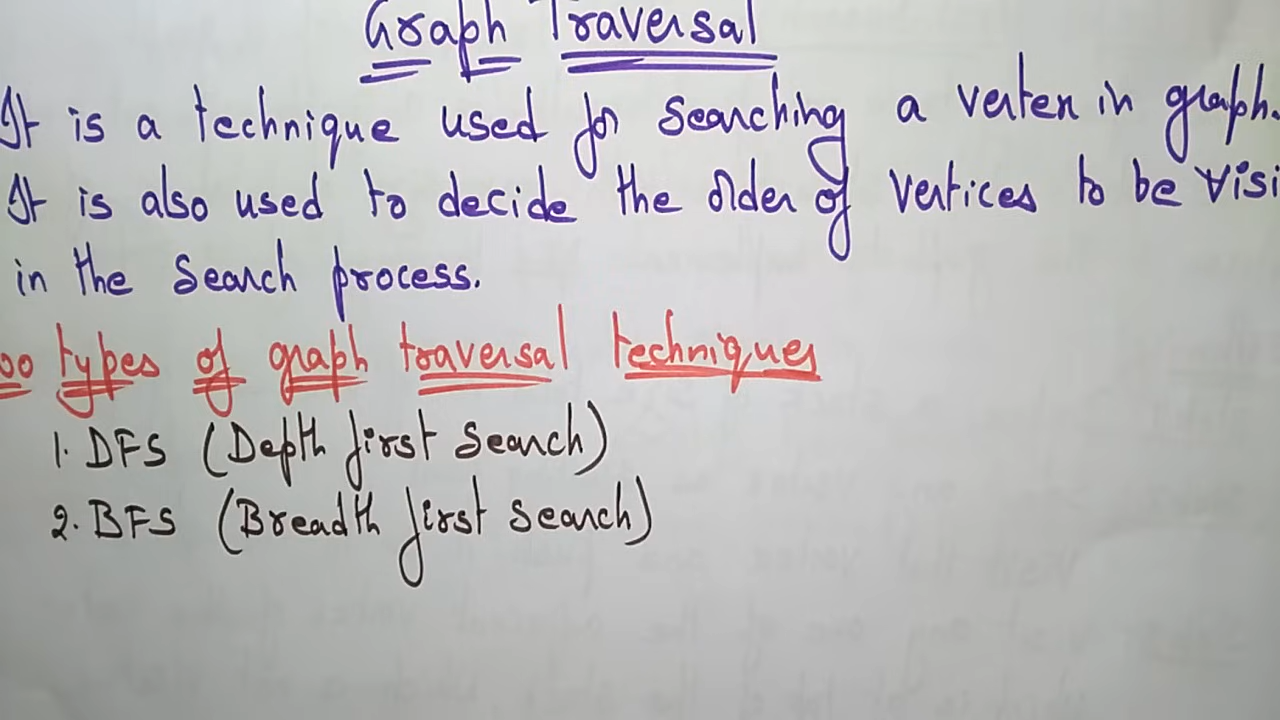 Graph Traversal
It is a technique used for searching a vertex in graph.
It is also used to decide the order of vertices to be visi
in the search process.
oo types of graph traversal techniques
1. DFS (Depth first search)
2. BFS (Breadth first search)